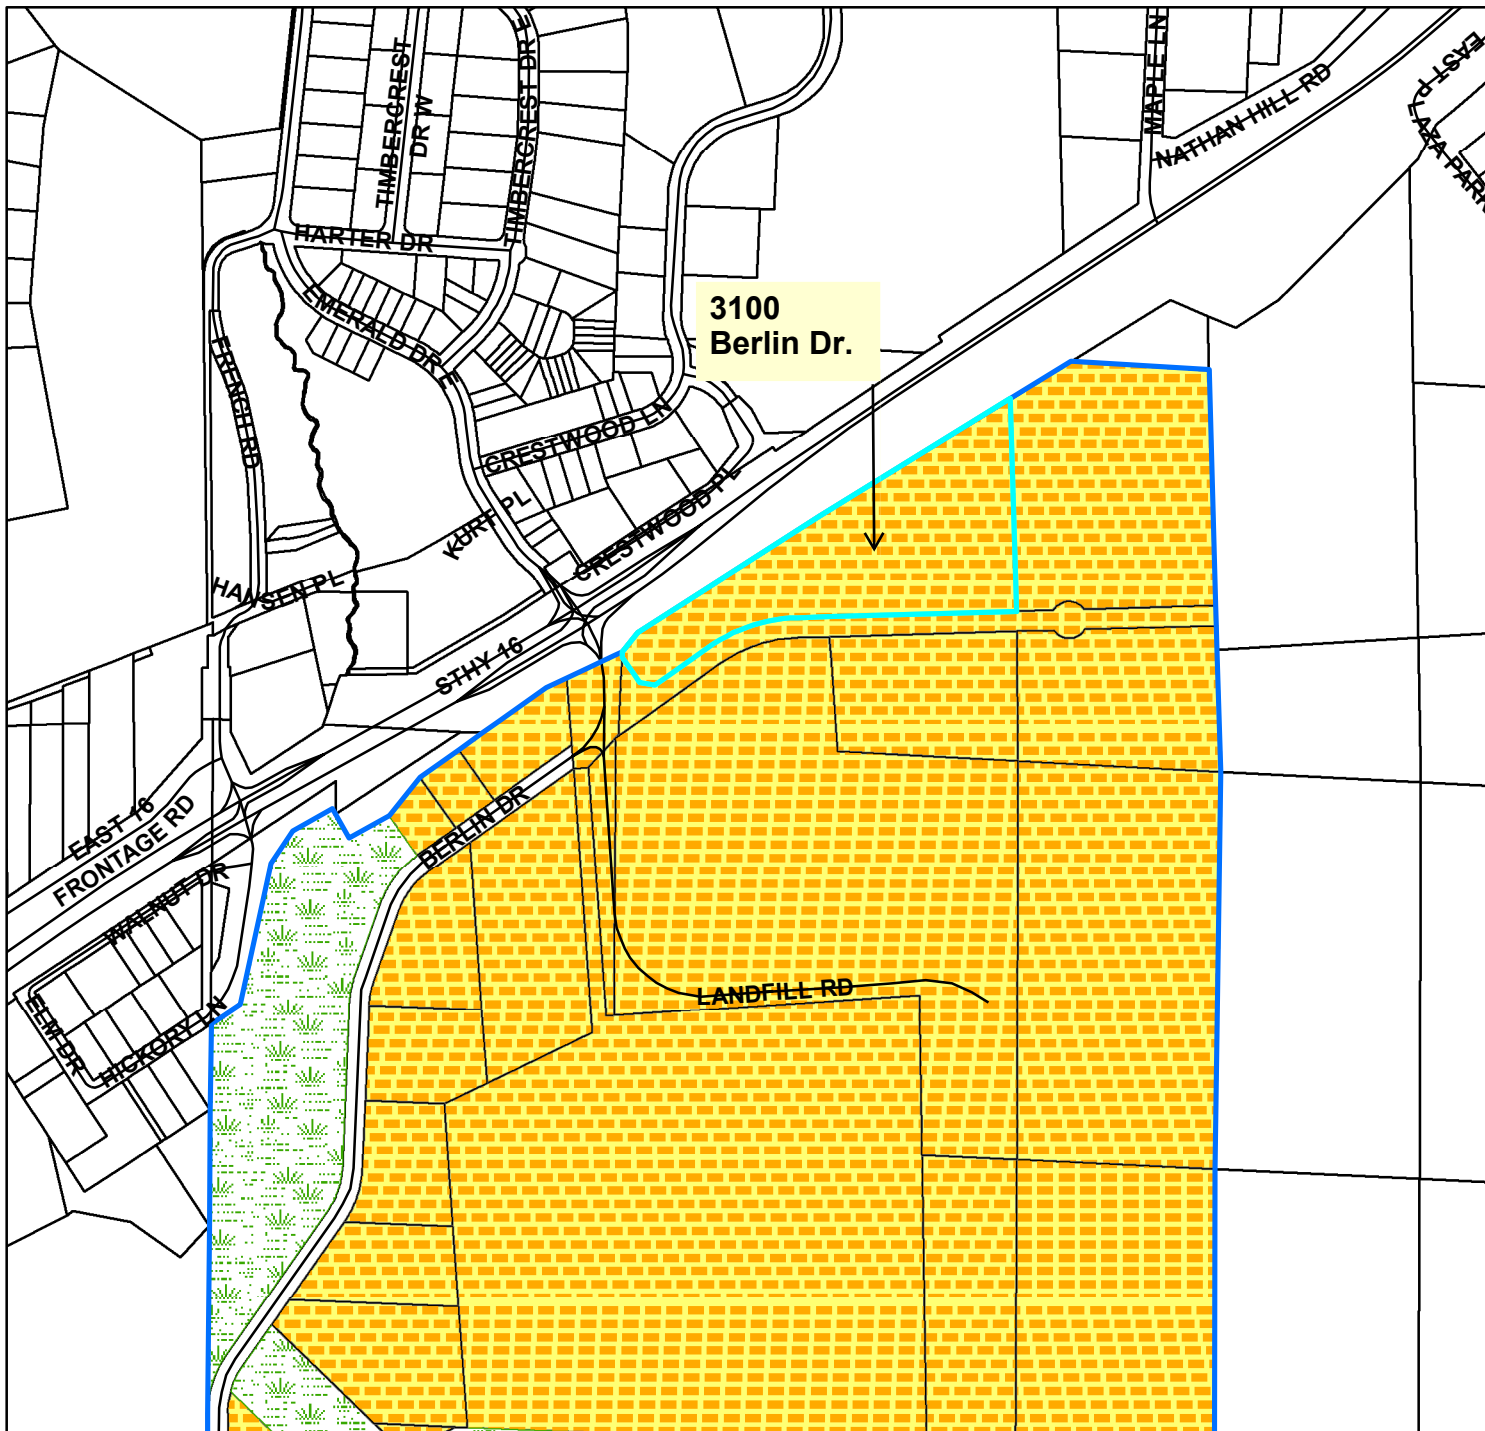 TIMBERCREST
DR W
TIMBERCREST DR E
MAPLE LN
NATHAN HILL RD
EAST PLAZA PARK
HARTER DR
EMERALD DR E
3100
Berlin Dr.
FRENCH RD
CRESTWOOD LN
KURT PL
CRESTWOOD PL
HANSEN PL
STHY 16
EAST 16
FRONTAGE RD
BERLIN DR
WALNUT DR
LANDFILL RD
ELM DR
HICKORY LN